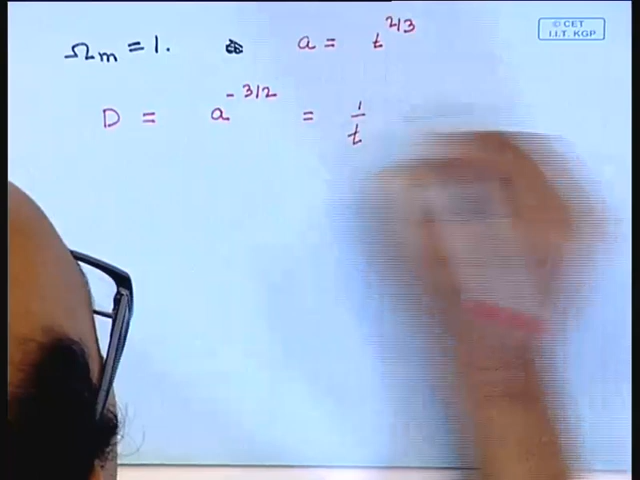 Ωm = 1. a = t^2/3
© CET
I.I.T. KGP
D = a^-3/2 = 1/t